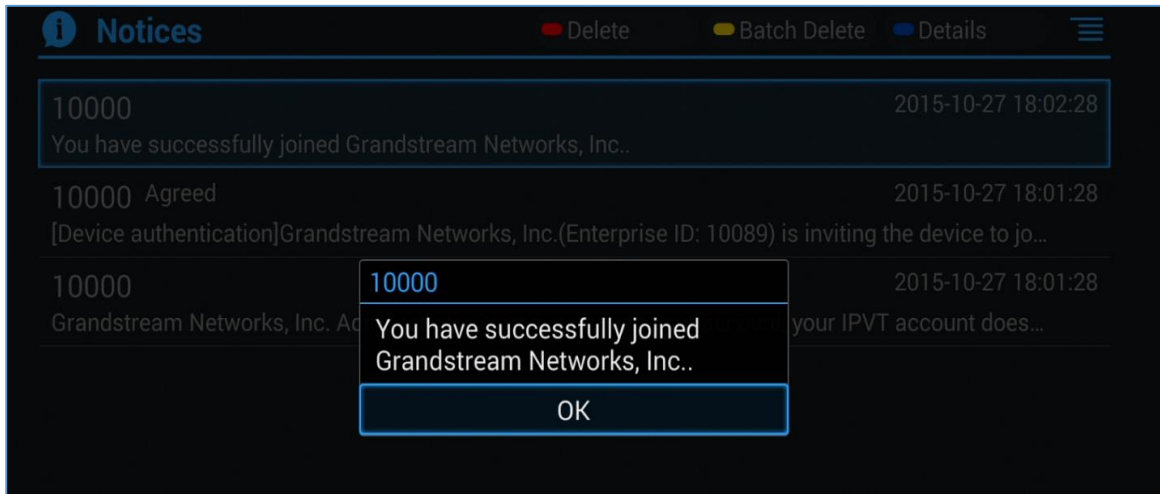 Notices
Delete
Batch Delete
Details
10000
2015-10-27 18:02:28
You have successfully joined Grandstream Networks, Inc..
10000 Agreed
2015-10-27 18:01:28
[Device authentication]Grandstream Networks, Inc.(Enterprise ID: 10089) is inviting the device to jo...
10000
2015-10-27 18:01:28
Grandstream Networks, Inc. your IPVT account does...
10000
You have successfully joined
Grandstream Networks, Inc..
OK